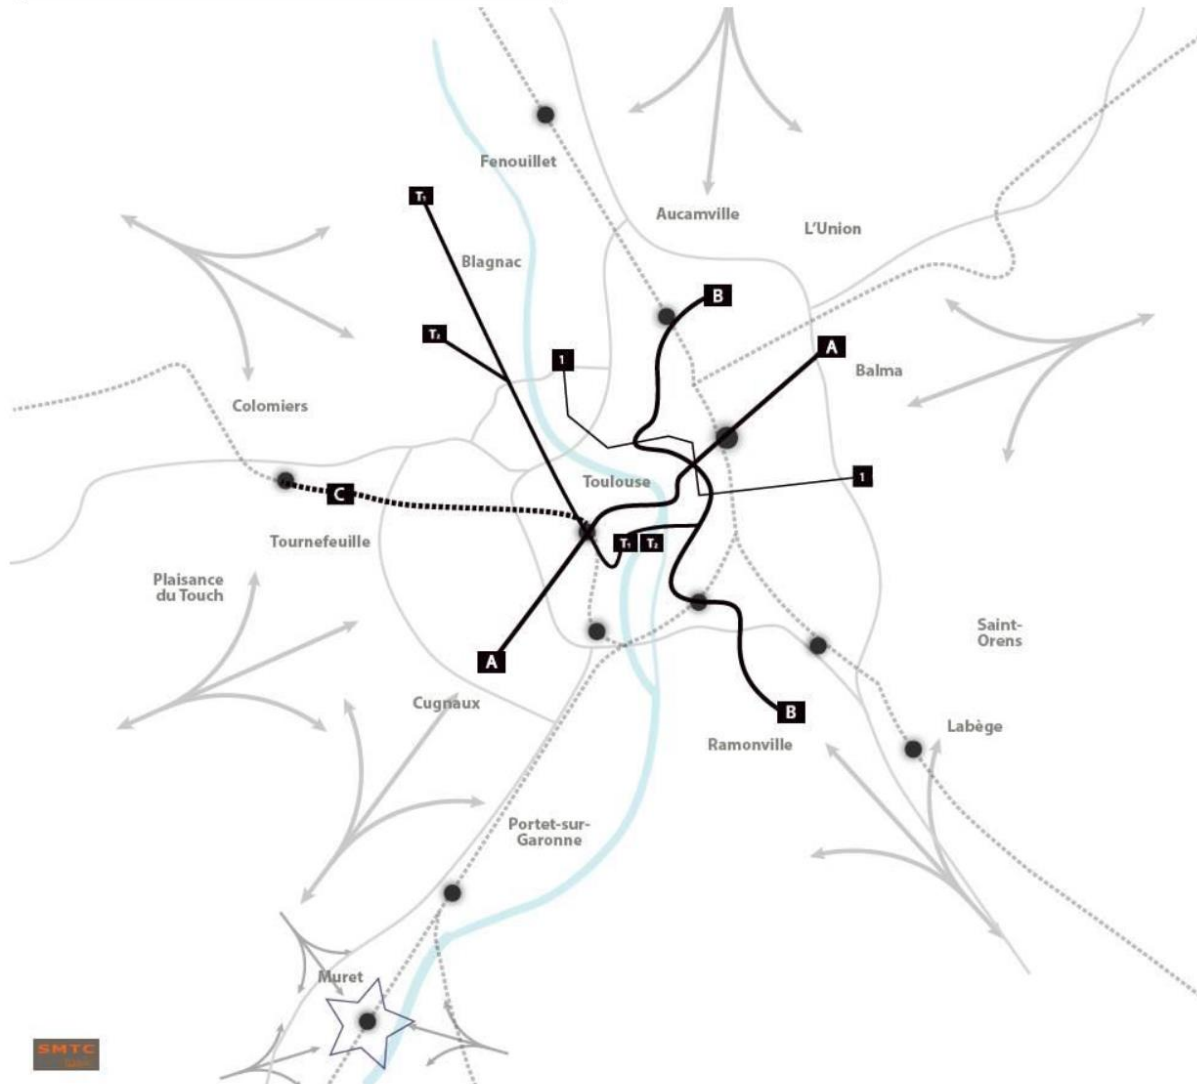 Fenouillet
T1
Aucamville
L'Union
Blagnac
B
T2
1
A
Balma
Colomiers
Toulouse
1
C
Tournefeuille
T1 T2
Plaisance
du Touch
Saint-
Orens
A
Cugnaux
B
Ramonville
Labège
Portet-sur-
Garonne
Muret
SMTC